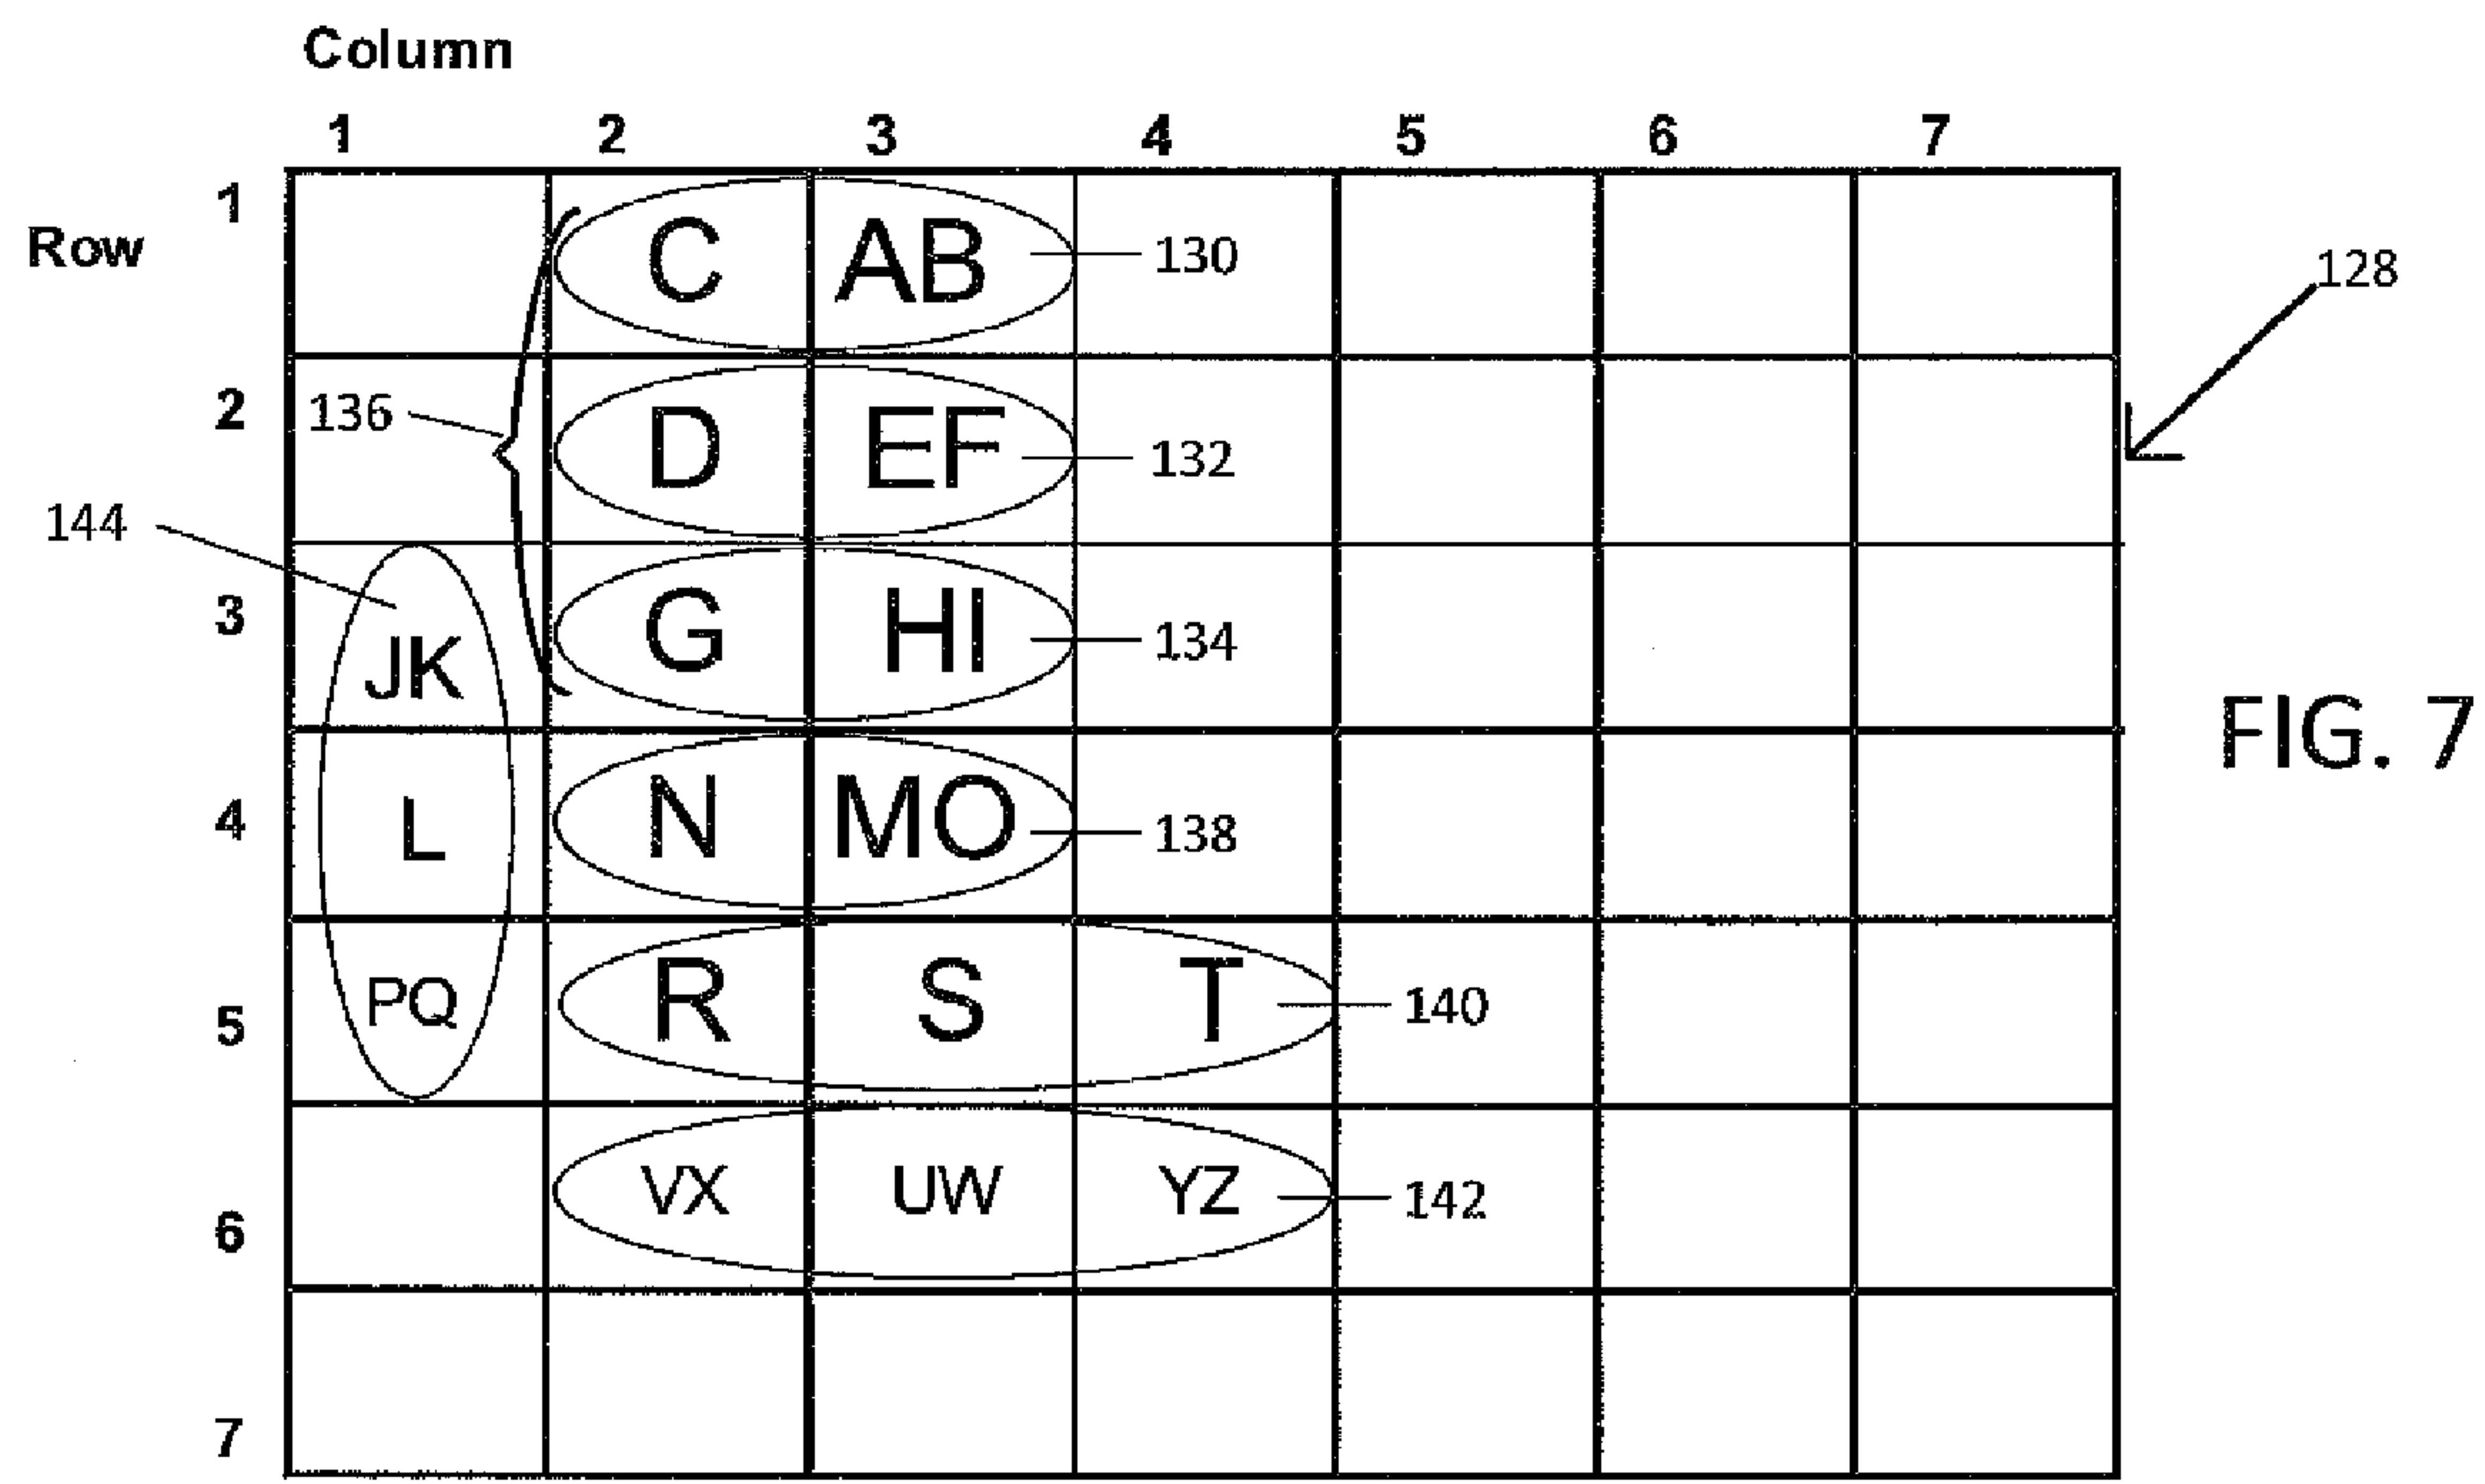 Column
1 2 3 4 5 6 7
1
Row
C AB 130
128
2
136
D EF 132
144
3
JK
G HI 134
FIG. 7
4
L
N MO 138
5
PQ
R S T 140
6
VX UW YZ 142
7